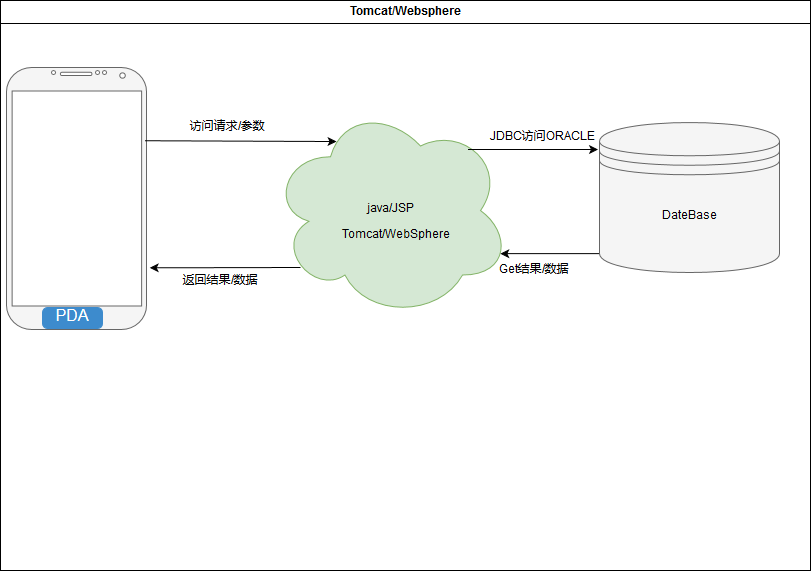 Tomcat/Websphere
访问请求/参数
JDBC访问ORACLE
java/JSP
Tomcat/WebSphere
DateBase
返回结果/数据
Get结果/数据
PDA